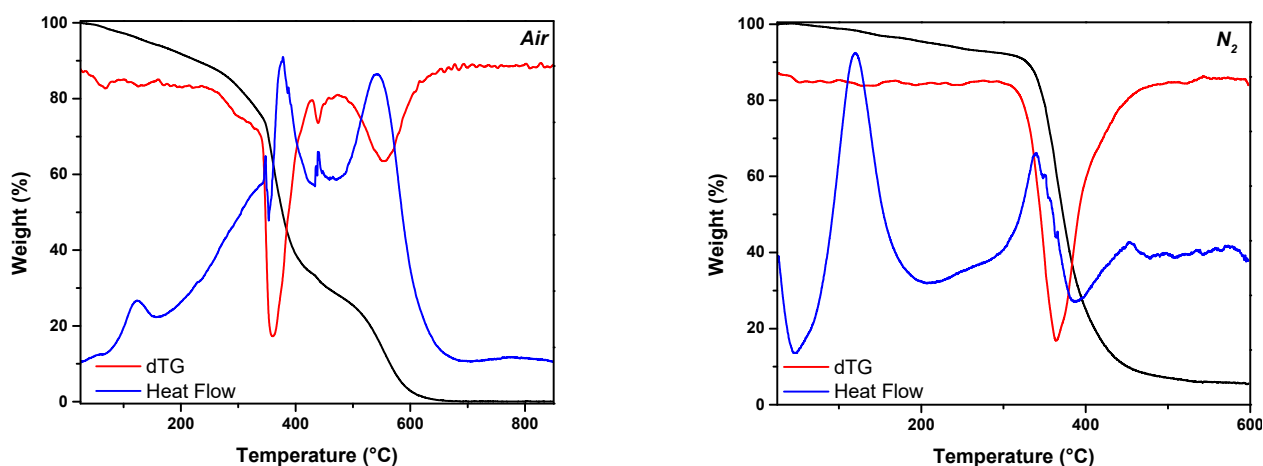 Air
100
80
60
40
20
0
Weight (%)
dTG
Heat Flow
200 400 600 800
Temperature (°C)
N2
100
80
60
40
20
0
Weight (%)
dTG
Heat Flow
200 400 600
Temperature (°C)